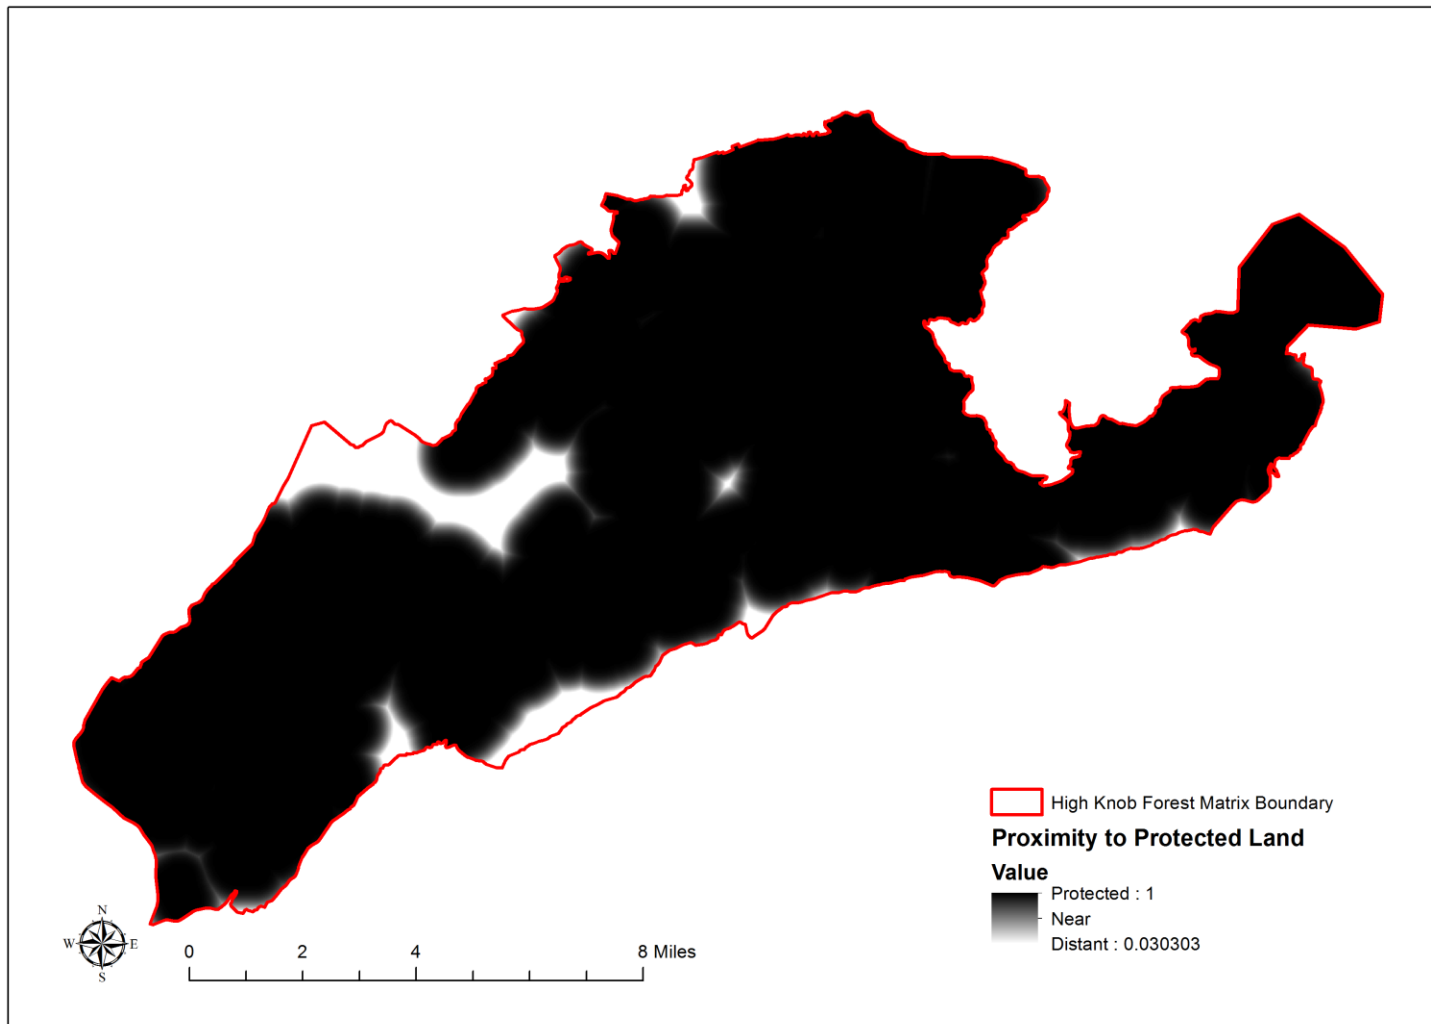 High Knob Forest Matrix Boundary
Proximity to Protected Land
Value
Protected : 1
Near
Distant : 0.030303
N
W E
S
0 2 4 8 Miles